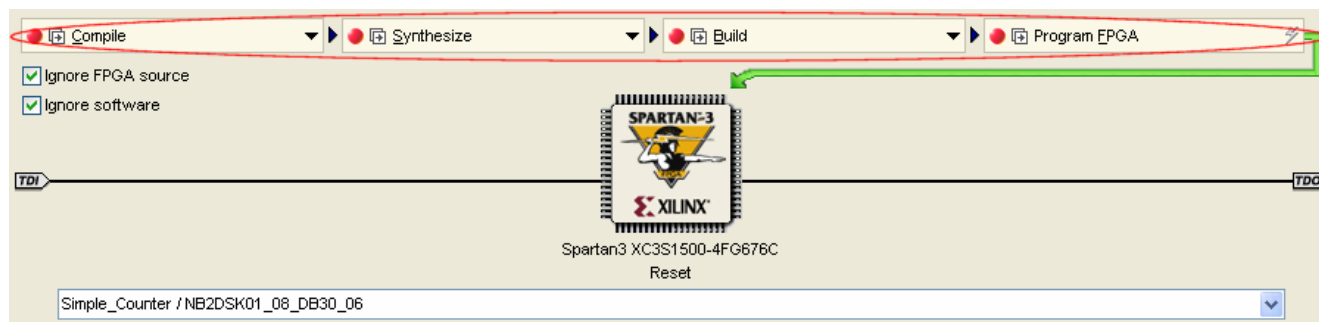 Compile Synthesize Build Program FPGA
Ignore FPGA source
Ignore software
SPARTAN-3
FPGA
XILINX
TDI TDO
Spartan3 XC3S1500-4FG676C
Reset
Simple_Counter / NB2DSK01_08_DB30_06